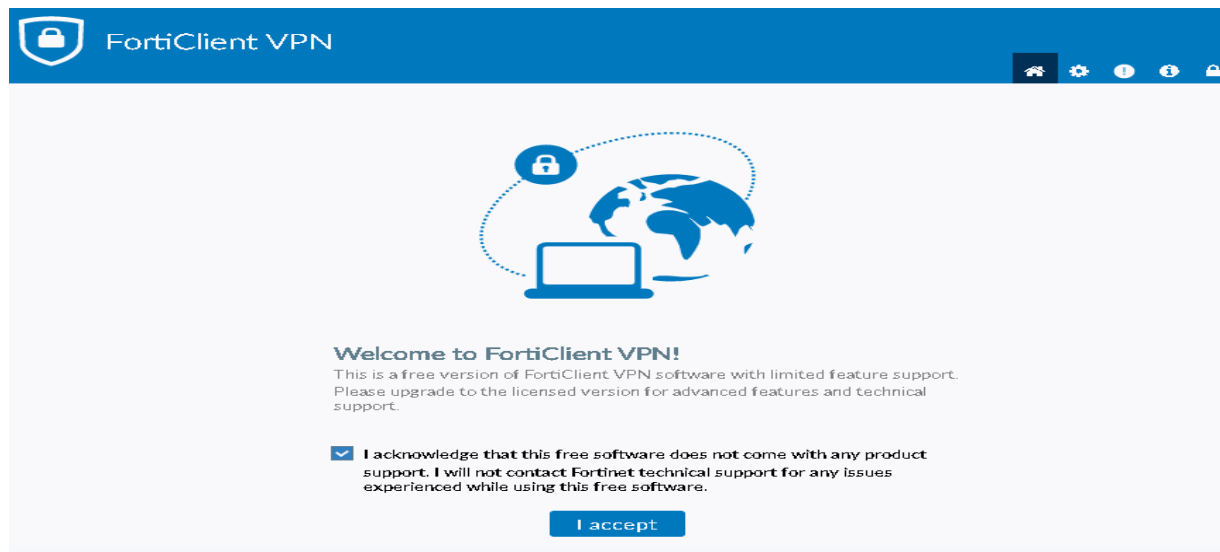 FortiClient VPN
Welcome to FortiClient VPN!
This is a free version of FortiClient VPN software with limited feature support.
Please upgrade to the licensed version for advanced features and technical
support.
I acknowledge that this free software does not come with any product
support. I will not contact Fortinet technical support for any issues
experienced while using this free software.
I accept